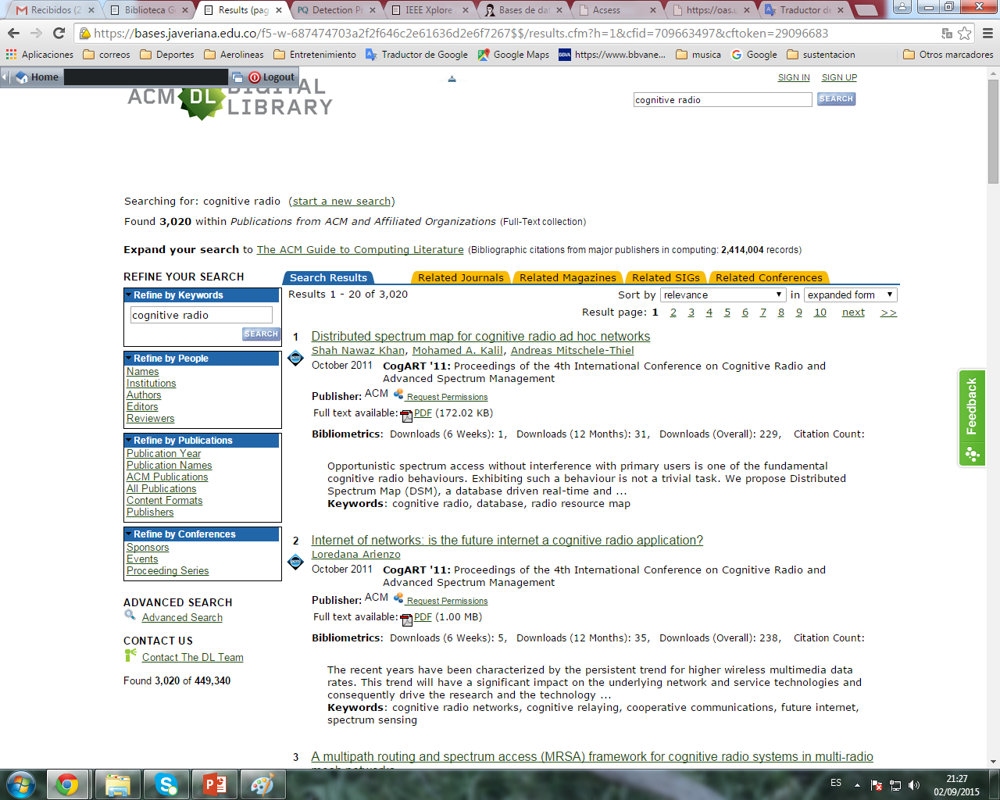 Recibidos (2
Biblioteca G
Results (pag
PQ Detection P
IEEE Xplore
Bases de dat
Acsess
https://oas.u
Traductor de
https://bases.javeriana.edu.co/f5-w-687474703a2f2f646c2e61636d2e6f7267$$/results.cfm?h=1&cfid=709663497&cftoken=29096683
Aplicaciones correos Deportes Aerolineas Entretenimiento Traductor de Google Google Maps BBVA https://www.bbvane... musica Google sustentacion Otros marcadores
Home Logout
SIGN IN SIGN UP
ACM DL DIGITAL LIBRARY
cognitive radio SEARCH
Searching for: cognitive radio (start a new search)
Found 3,020 within Publications from ACM and Affiliated Organizations (Full-Text collection)
Expand your search to The ACM Guide to Computing Literature (Bibliographic citations from major publishers in computing: 2,414,004 records)
REFINE YOUR SEARCH
Refine by Keywords
cognitive radio
SEARCH
Refine by People
Names
Institutions
Authors
Editors
Reviewers
Refine by Publications
Publication Year
Publication Names
ACM Publications
All Publications
Content Formats
Publishers
Refine by Conferences
Sponsors
Events
Proceeding Series
ADVANCED SEARCH
Advanced Search
CONTACT US
Contact The DL Team
Found 3,020 of 449,340
Search Results Related Journals Related Magazines Related SIGs Related Conferences
Results 1 - 20 of 3,020 Sort by relevance in expanded form
Result page: 1 2 3 4 5 6 7 8 9 10 next >>
1 Distributed spectrum map for cognitive radio ad hoc networks
Shah Nawaz Khan, Mohamed A. Kalil, Andreas Mitschele-Thiel
October 2011 CogART '11: Proceedings of the 4th International Conference on Cognitive Radio and
Advanced Spectrum Management
Publisher: ACM Request Permissions
Full text available: PDF (172.02 KB)
Bibliometrics: Downloads (6 Weeks): 1, Downloads (12 Months): 31, Downloads (Overall): 229, Citation Count:
Opportunistic spectrum access without interference with primary users is one of the fundamental
cognitive radio behaviours. Exhibiting such a behaviour is not a trivial task. We propose Distributed
Spectrum Map (DSM), a database driven real-time and ...
Keywords: cognitive radio, database, radio resource map
2 Internet of networks: is the future internet a cognitive radio application?
Loredana Arienzo
October 2011 CogART '11: Proceedings of the 4th International Conference on Cognitive Radio and
Advanced Spectrum Management
Publisher: ACM Request Permissions
Full text available: PDF (1.00 MB)
Bibliometrics: Downloads (6 Weeks): 5, Downloads (12 Months): 35, Downloads (Overall): 238, Citation Count:
The recent years have been characterized by the persistent trend for higher wireless multimedia data
rates. This trend will have a significant impact on the underlying network and service technologies and
consequently drive the research and the technology ...
Keywords: cognitive radio networks, cognitive relaying, cooperative communications, future internet,
spectrum sensing
3 A multipath routing and spectrum access (MRSA) framework for cognitive radio systems in multi-radio
Feedback
ES 21:27
02/09/2015